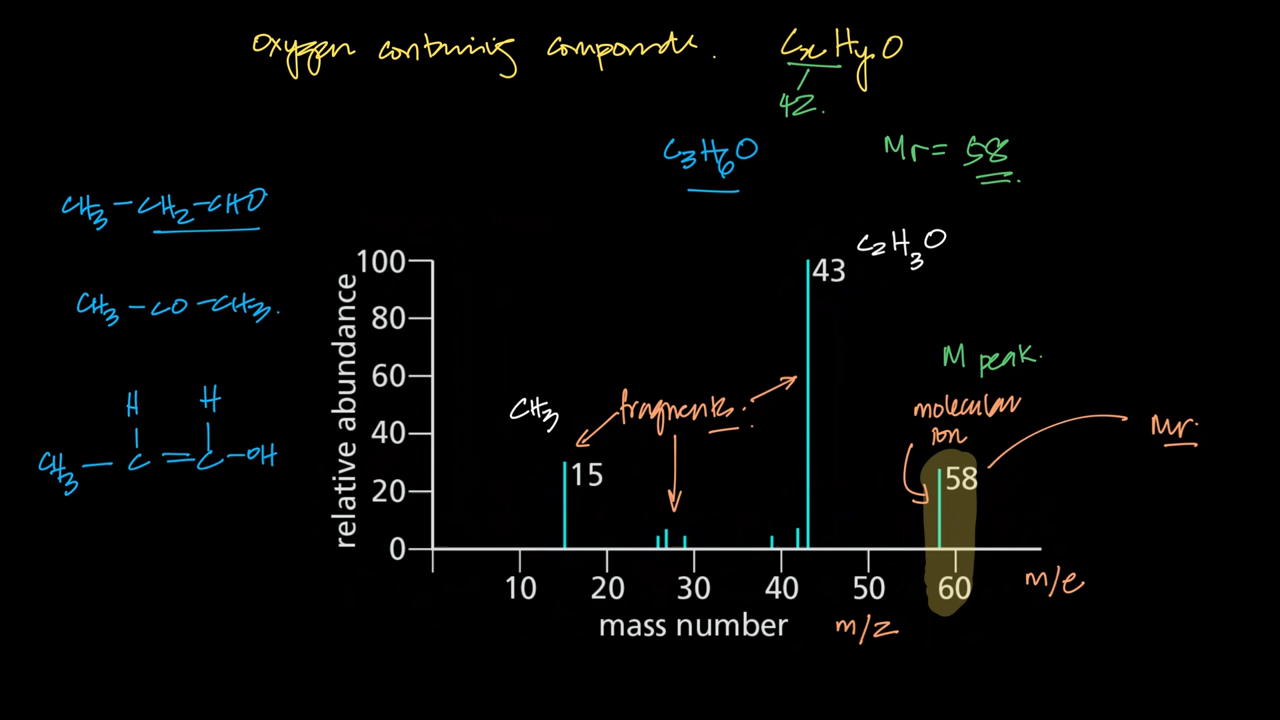 Oxygen containing compounds. CxHyO
42.
C3H6O
Mr = 58
CH3-CH2-CHO
CH3-CO-CH3.
H H
CH3-C=C-OH
C2H3O
M peak.
molecular
ion
Mr.
CH3
fragments.
relative abundance
100
80
60
40
20
0
15
43
58
10 20 30 40 50 60
mass number
m/z
m/e